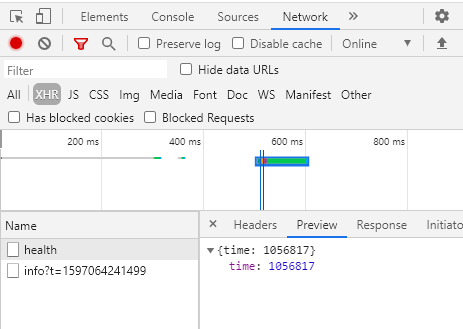 Elements Console Sources Network »
Preserve log Disable cache Online
Filter Hide data URLs
All XHR JS CSS Img Media Font Doc WS Manifest Other
Has blocked cookies Blocked Requests
200 ms 400 ms 600 ms 800 ms
Name × Headers Preview Response Initiato
health
info?t=1597064241499
▼{time: 1056817}
time: 1056817